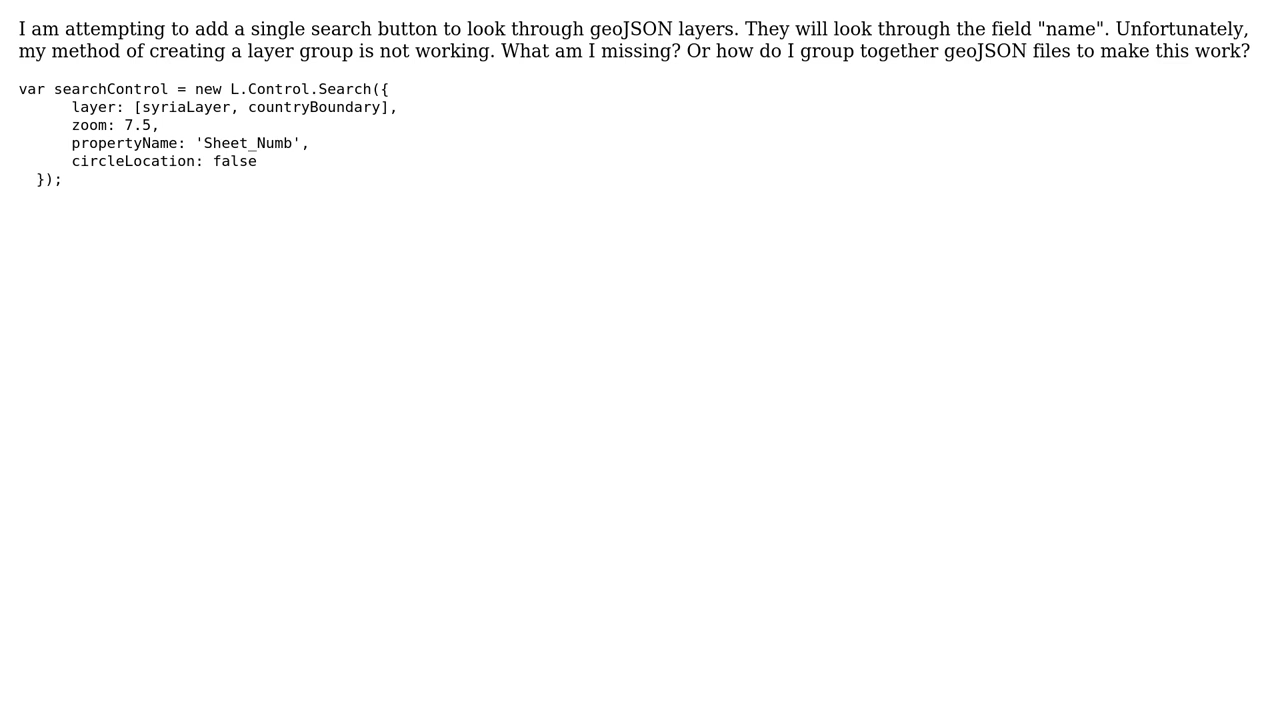 I am attempting to add a single search button to look through geoJSON layers. They will look through the field "name". Unfortunately,
my method of creating a layer group is not working. What am I missing? Or how do I group together geoJSON files to make this work?
var searchControl = new L.Control.Search({
      layer: [syriaLayer, countryBoundary],
      zoom: 7.5,
      propertyName: 'Sheet_Numb',
      circleLocation: false
  });